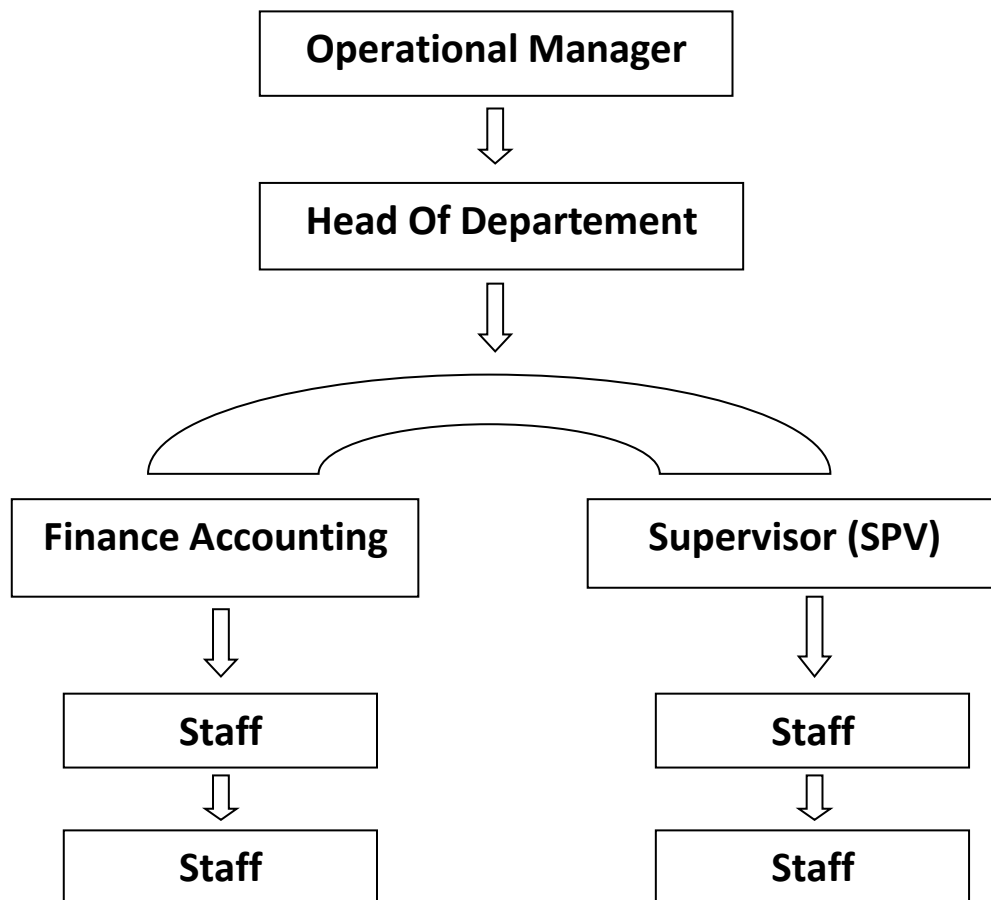 Operational Manager
Head Of Departement
Finance Accounting
Supervisor (SPV)
Staff
Staff
Staff
Staff